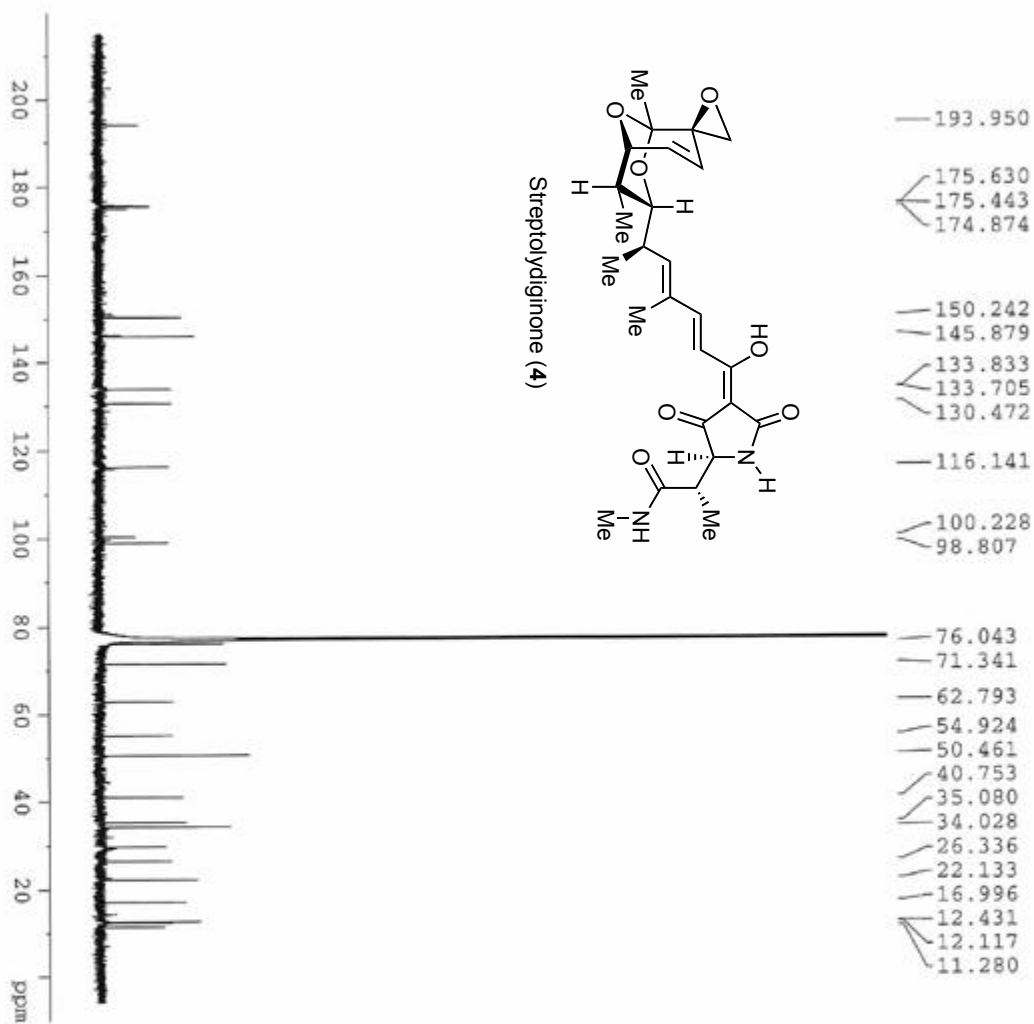 193.950
175.630
175.443
174.874
150.242
145.879
133.833
133.705
130.472
116.141
100.228
98.807
76.043
71.341
62.793
54.924
50.461
40.753
35.080
34.028
26.336
22.133
16.996
12.431
12.117
11.280
O
Me
O
O
H
H
Me
Me
Me
HO
O
O
N
H
H
O
Me
NH
Me
Streptolydiginone (4)
200
180
160
140
120
100
80
60
40
20
ppm